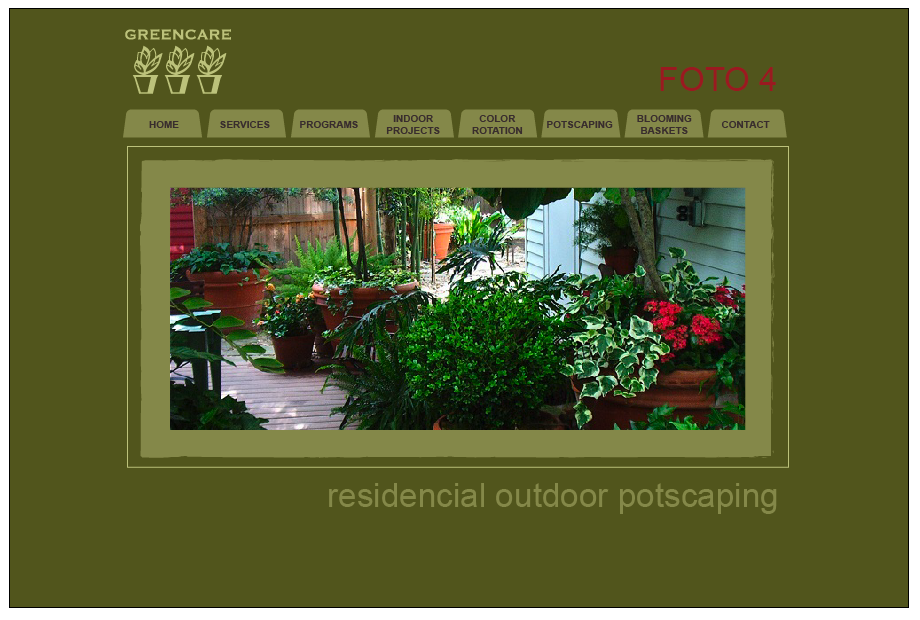 GREENCARE
FOTO 4
HOME
SERVICES
PROGRAMS
INDOOR
PROJECTS
COLOR
ROTATION
POTSCAPING
BLOOMING
BASKETS
CONTACT
residencial outdoor potscaping